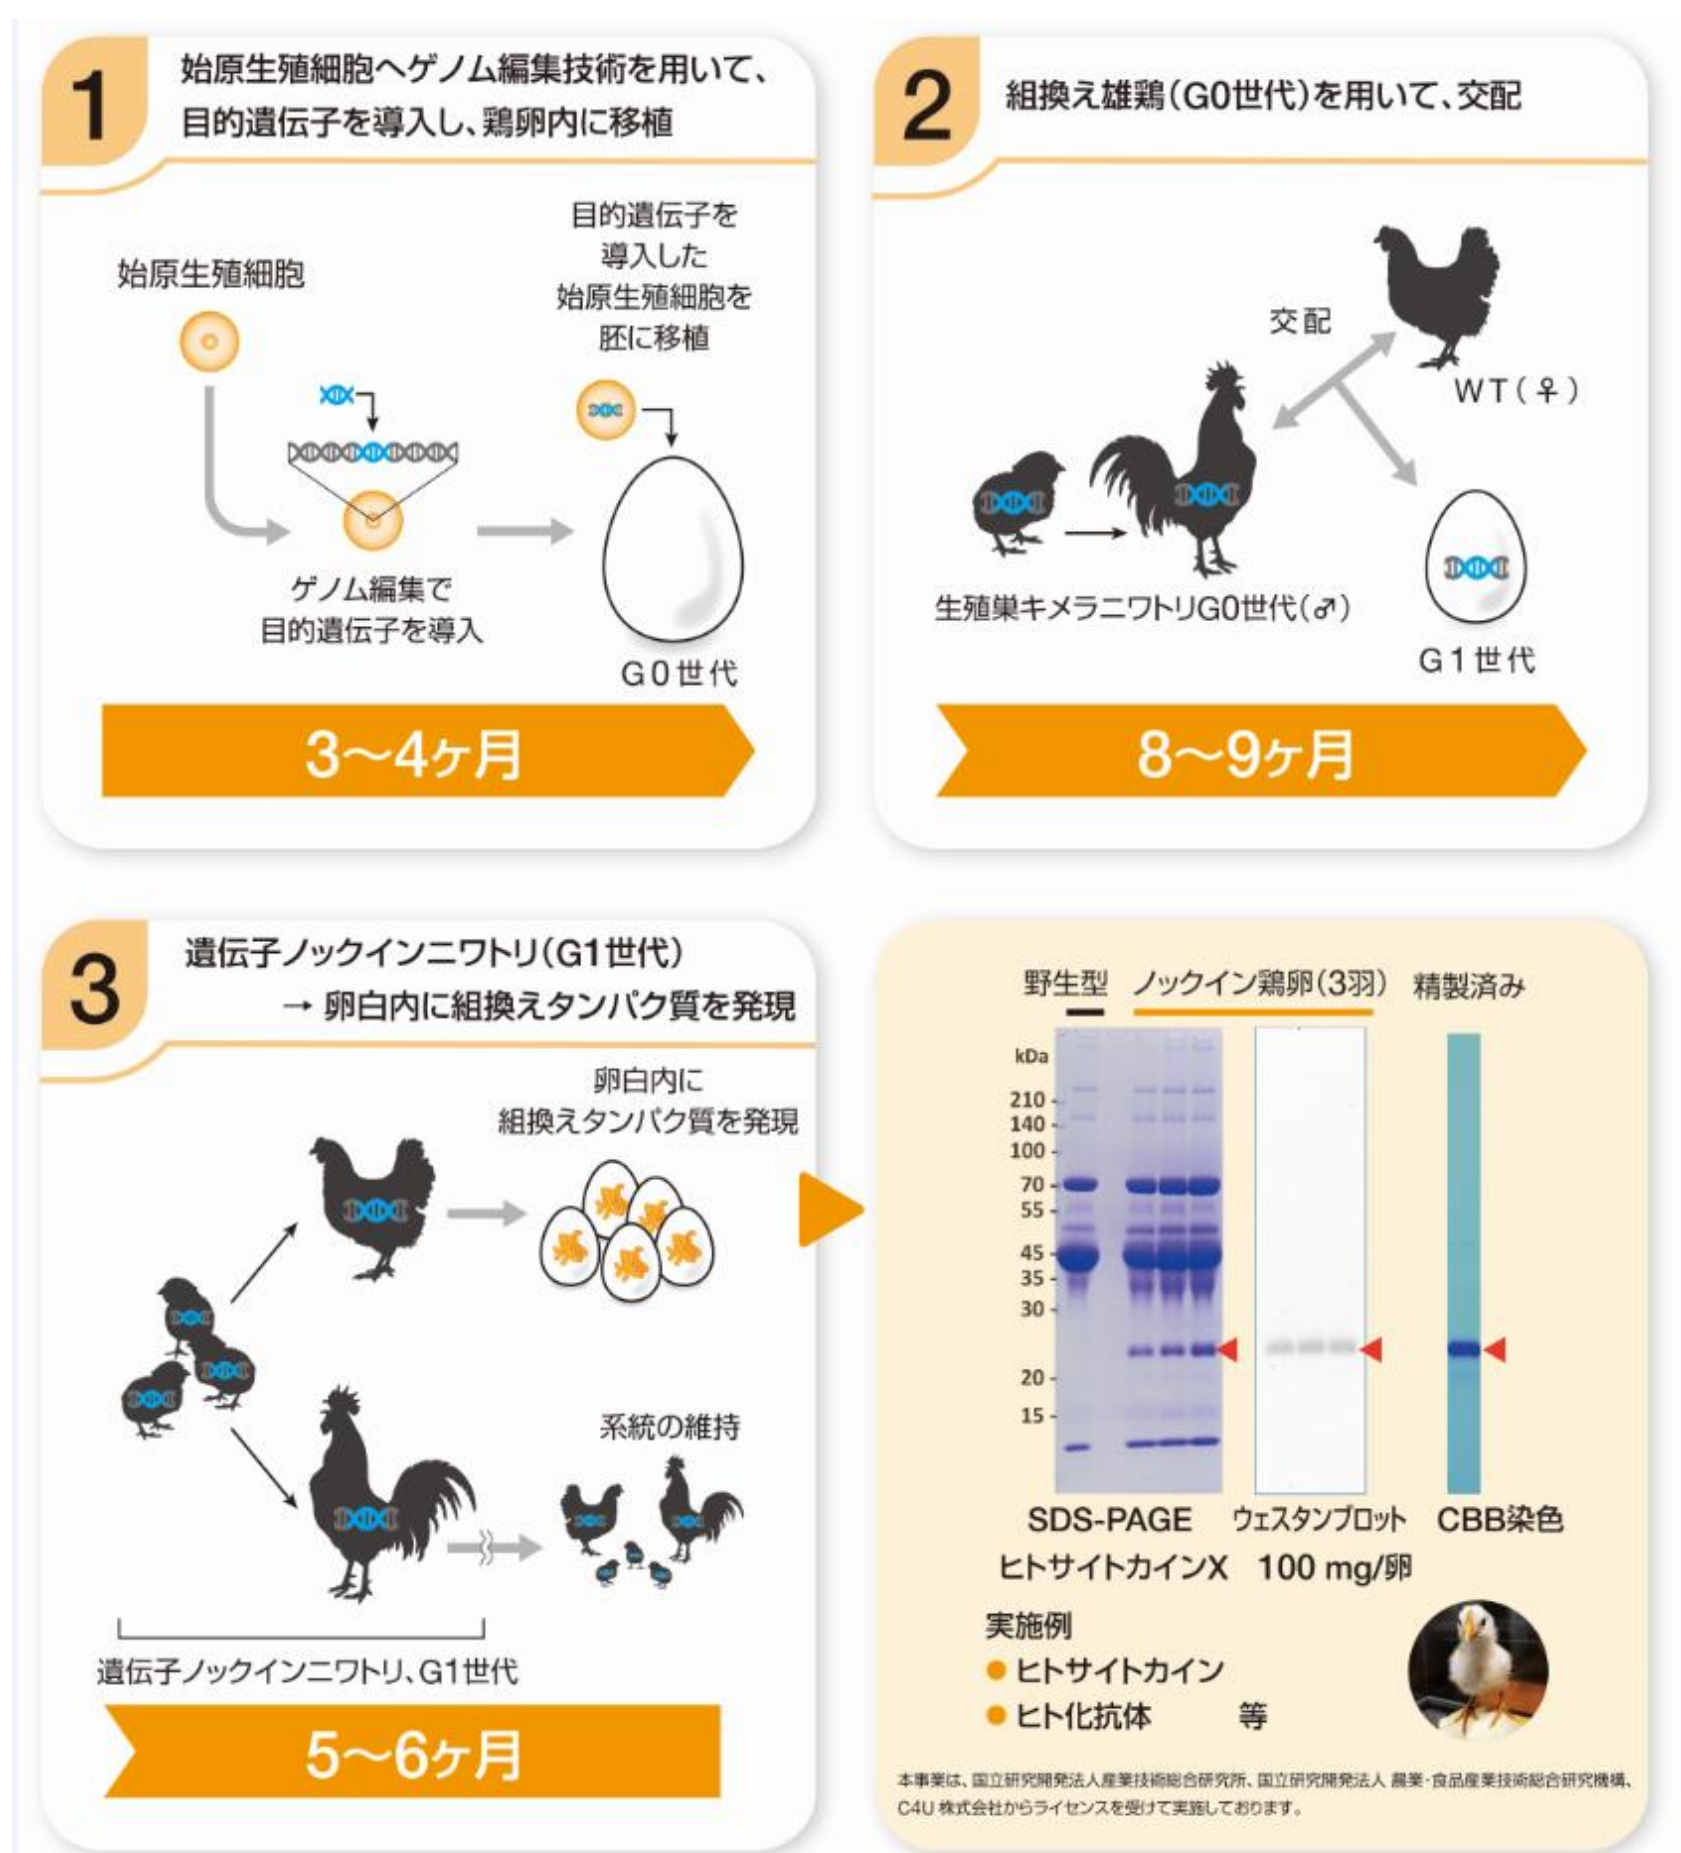 1
始原生殖細胞へゲノム編集技術を用いて、
目的遺伝子を導入し、鶏卵内に移植
始原生殖細胞
目的遺伝子を
導入した
始原生殖細胞を
胚に移植
ゲノム編集で
目的遺伝子を導入
G0世代
3〜4ヶ月
2
組換え雄鶏(G0世代)を用いて、交配
交配
WT(♀)
生殖巣キメラニワトリG0世代(♂)
G1世代
8〜9ヶ月
3
遺伝子ノックインニワトリ(G1世代)
→ 卵白内に組換えタンパク質を発現
卵白内に
組換えタンパク質を発現
系統の維持
遺伝子ノックインニワトリ、G1世代
5〜6ヶ月
野生型 ノックイン鶏卵(3羽) 精製済み
kDa
210 -
140 -
100 -
70 -
55 -
45 -
35 -
30 -
20 -
15 -
SDS-PAGE ウェスタンブロット CBB染色
ヒトサイトカインX 100 mg/卵
実施例
● ヒトサイトカイン
● ヒト化抗体 等
本事業は、国立研究開発法人産業技術総合研究所、国立研究開発法人 農業・食品産業技術総合研究機構、
C4U 株式会社からライセンスを受けて実施しております。